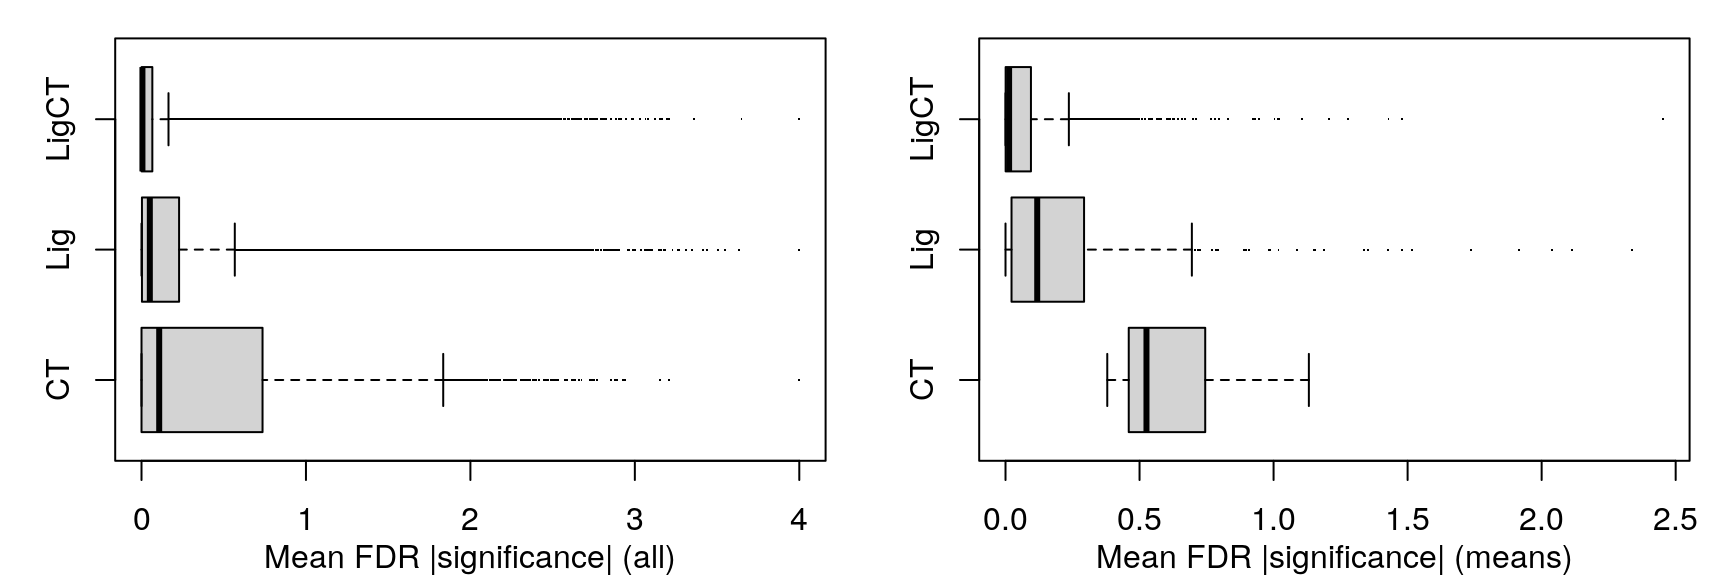 LigCT
Lig
CT
0 1 2 3 4
Mean FDR |significance| (all)
LigCT
Lig
CT
0.0 0.5 1.0 1.5 2.0 2.5
Mean FDR |significance| (means)